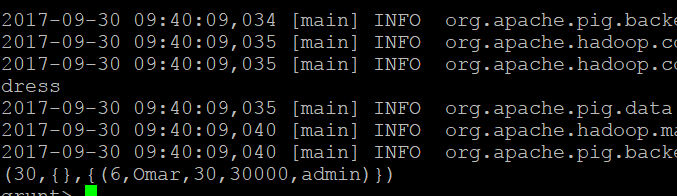 2017-09-30 09:40:09,034 [main] INFO org.apache.pig.backe
2017-09-30 09:40:09,035 [main] INFO org.apache.hadoop.co
2017-09-30 09:40:09,035 [main] INFO org.apache.hadoop.co
dress
2017-09-30 09:40:09,035 [main] INFO org.apache.pig.data
2017-09-30 09:40:09,040 [main] INFO org.apache.hadoop.ma
2017-09-30 09:40:09,040 [main] INFO org.apache.pig.backe
(30,{},{(6,Omar,30,30000,admin)})
grunt>